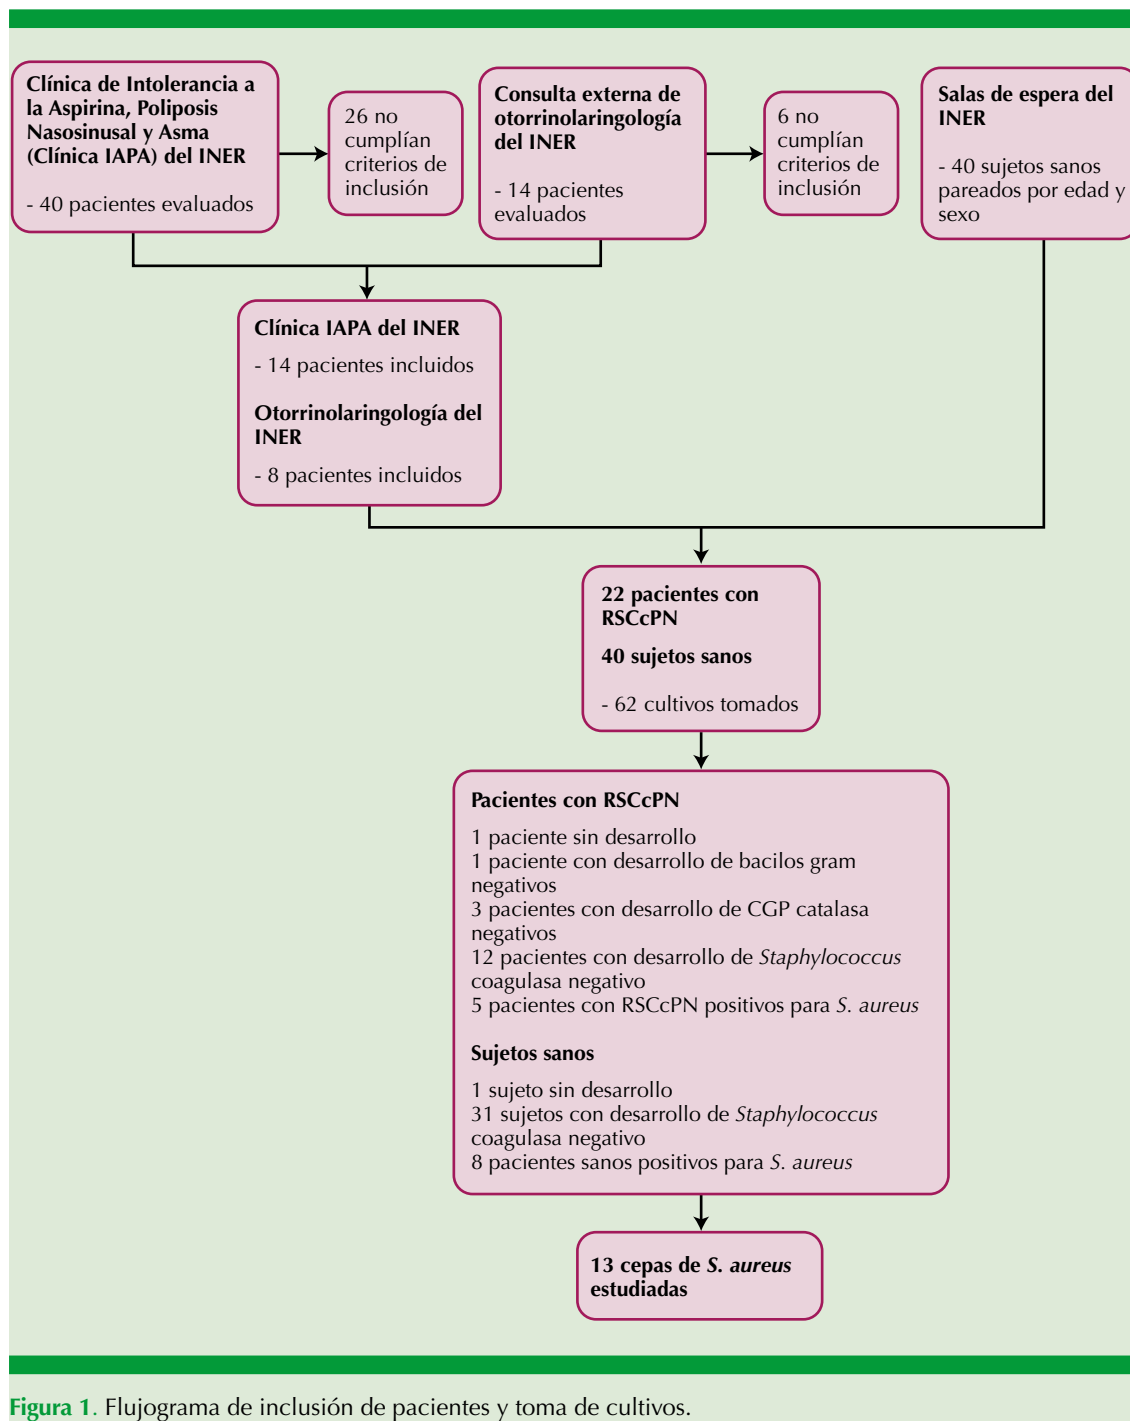 Clínica de Intolerancia a
la Aspirina, Poliposis
Nasosinusal y Asma
(Clínica IAPA) del INER
- 40 pacientes evaluados
26 no
cumplían
criterios de
inclusión
Consulta externa de
otorrinolaringología
del INER
- 14 pacientes
evaluados
6 no
cumplían
criterios de
inclusión
Salas de espera del
INER
- 40 sujetos sanos
pareados por edad y
sexo
Clínica IAPA del INER
- 14 pacientes incluidos
Otorrinolaringología del
INER
- 8 pacientes incluidos
22 pacientes con
RSCcPN
40 sujetos sanos
- 62 cultivos tomados
Pacientes con RSCcPN
1 paciente sin desarrollo
1 paciente con desarrollo de bacilos gram
negativos
3 pacientes con desarrollo de CGP catalasa
negativos
12 pacientes con desarrollo de Staphylococcus
coagulasa negativo
5 pacientes con RSCcPN positivos para S. aureus
Sujetos sanos
1 sujeto sin desarrollo
31 sujetos con desarrollo de Staphylococcus
coagulasa negativo
8 pacientes sanos positivos para S. aureus
13 cepas de S. aureus
estudiadas
Figura 1. Flujograma de inclusión de pacientes y toma de cultivos.